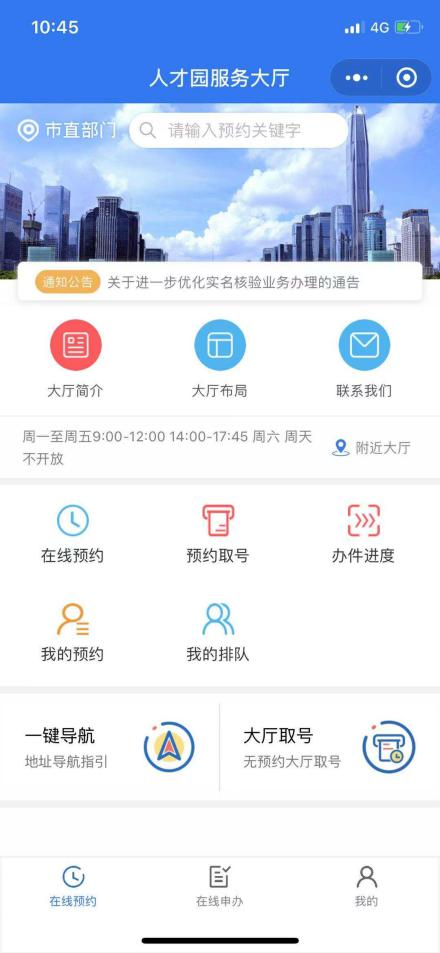 10:45
4G
人才园服务大厅
市直部门
请输入预约关键字
通知公告
关于进一步优化实名核验业务办理的通告
大厅简介
大厅布局
联系我们
周一至周五9:00-12:00 14:00-17:45 周六 周天
不开放
附近大厅
在线预约
预约取号
办件进度
我的预约
我的排队
一键导航
地址导航指引
大厅取号
无预约大厅取号
在线预约
在线申办
我的